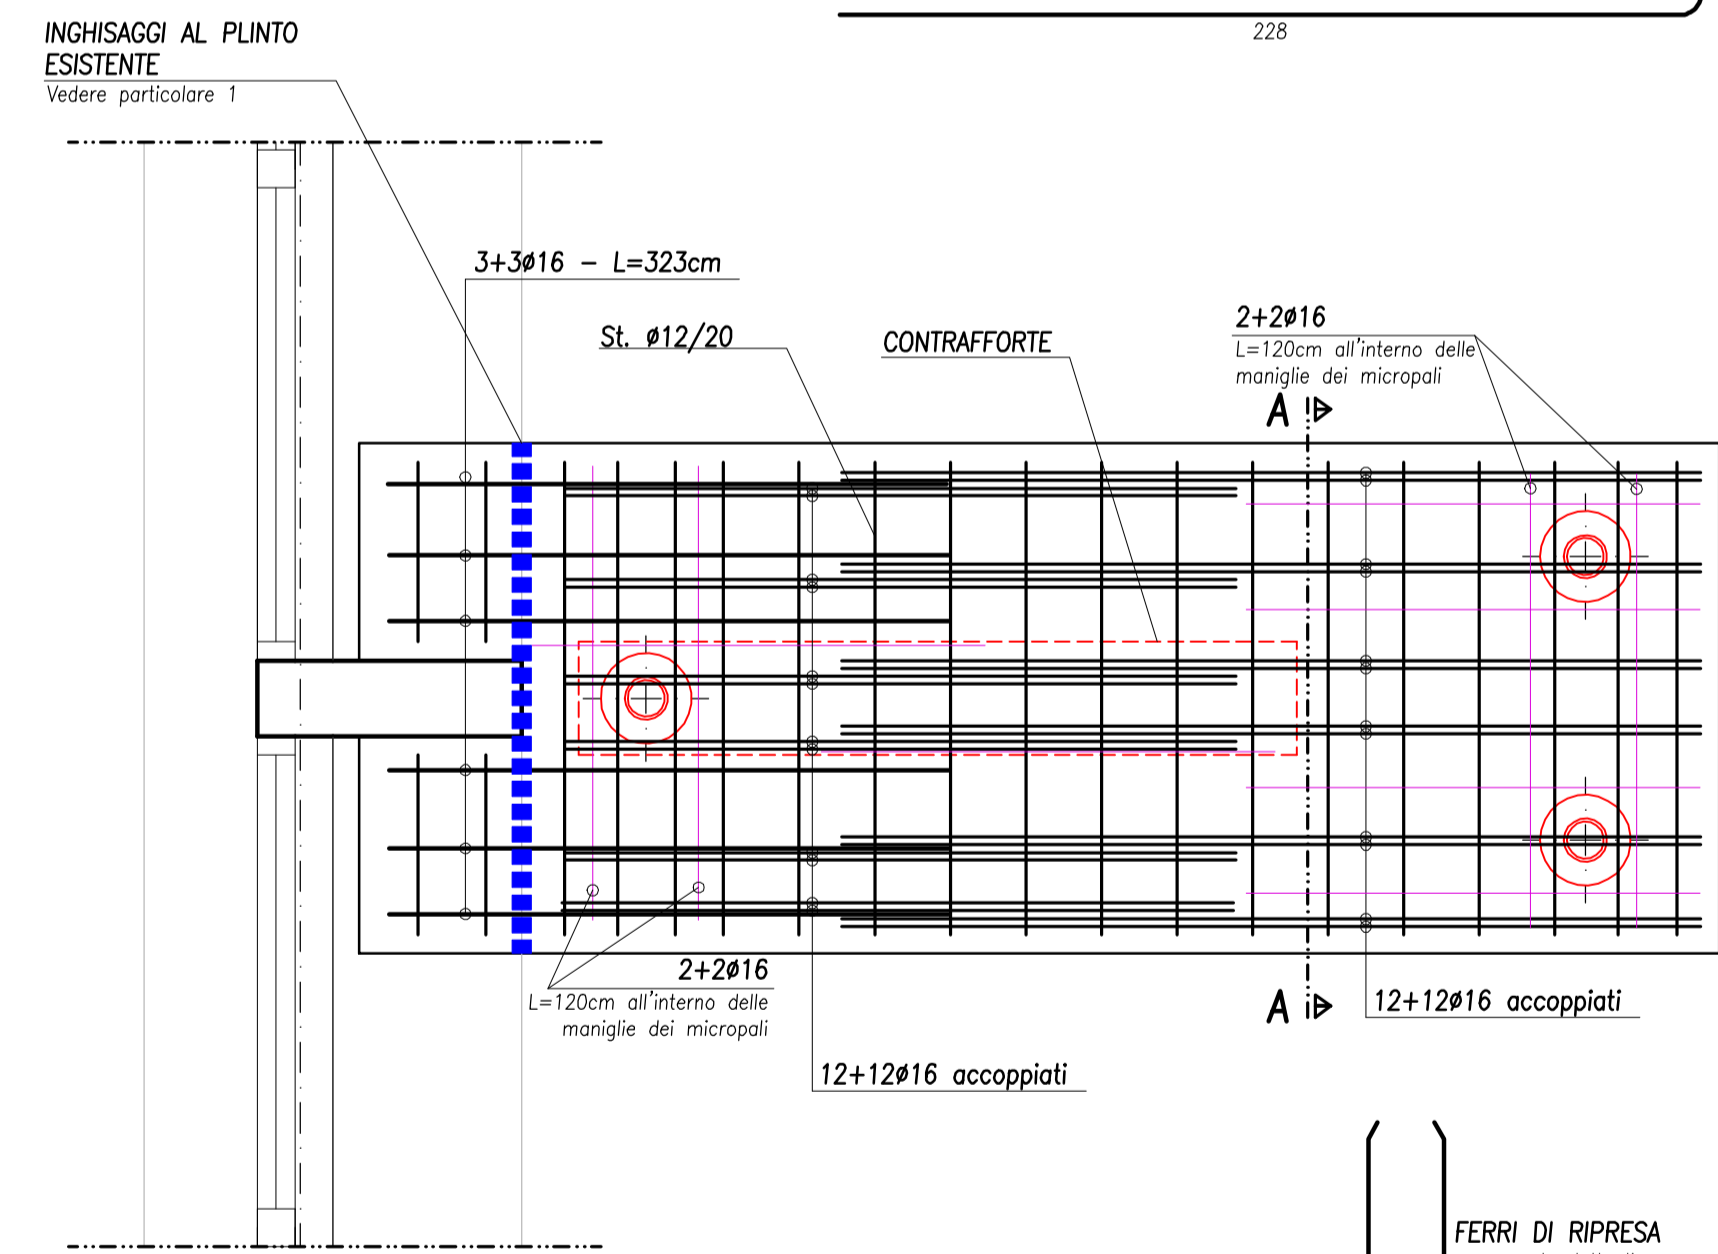 228
INGHISAGGI AL PLINTO
ESISTENTE
Vedere particolare 1
3+3ø16 - L=323cm
St. ø12/20
CONTRAFFORTE
2+2ø16
L=120cm all'interno delle
maniglie dei micropali
A
A
2+2ø16
L=120cm all'interno delle
maniglie dei micropali
12+12ø16 accoppiati
12+12ø16 accoppiati
FERRI DI RIPRESA